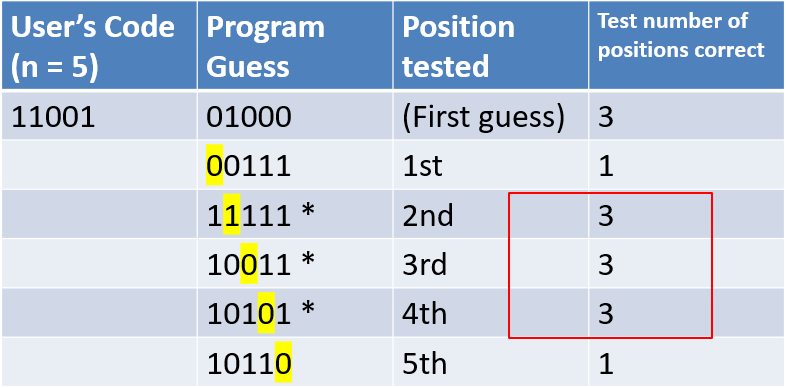 User’s Code (n = 5) Program Guess Position tested Test number of positions correct
11001 01000 (First guess) 3
00111 1st 1
11111 * 2nd 3
10011 * 3rd 3
10101 * 4th 3
10110 5th 1